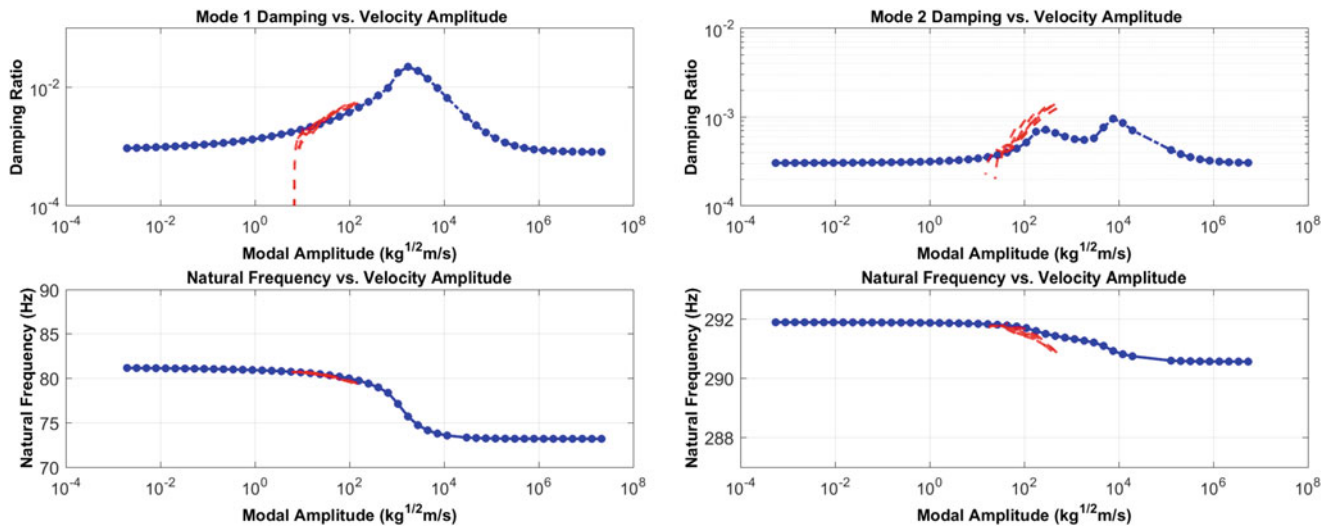 Mode 1 Damping vs. Velocity Amplitude
Damping Ratio
10^-2
10^-4
10^-4 10^-2 10^0 10^2 10^4 10^6 10^8
Modal Amplitude (kg^1/2m/s)
Mode 2 Damping vs. Velocity Amplitude
Damping Ratio
10^-2
10^-3
10^-4
10^-4 10^-2 10^0 10^2 10^4 10^6 10^8
Modal Amplitude (kg^1/2m/s)
Natural Frequency vs. Velocity Amplitude
Natural Frequency (Hz)
90
85
80
75
70
10^-4 10^-2 10^0 10^2 10^4 10^6 10^8
Modal Amplitude (kg^1/2m/s)
Natural Frequency vs. Velocity Amplitude
Natural Frequency (Hz)
292
290
288
10^-4 10^-2 10^0 10^2 10^4 10^6 10^8
Modal Amplitude (kg^1/2m/s)